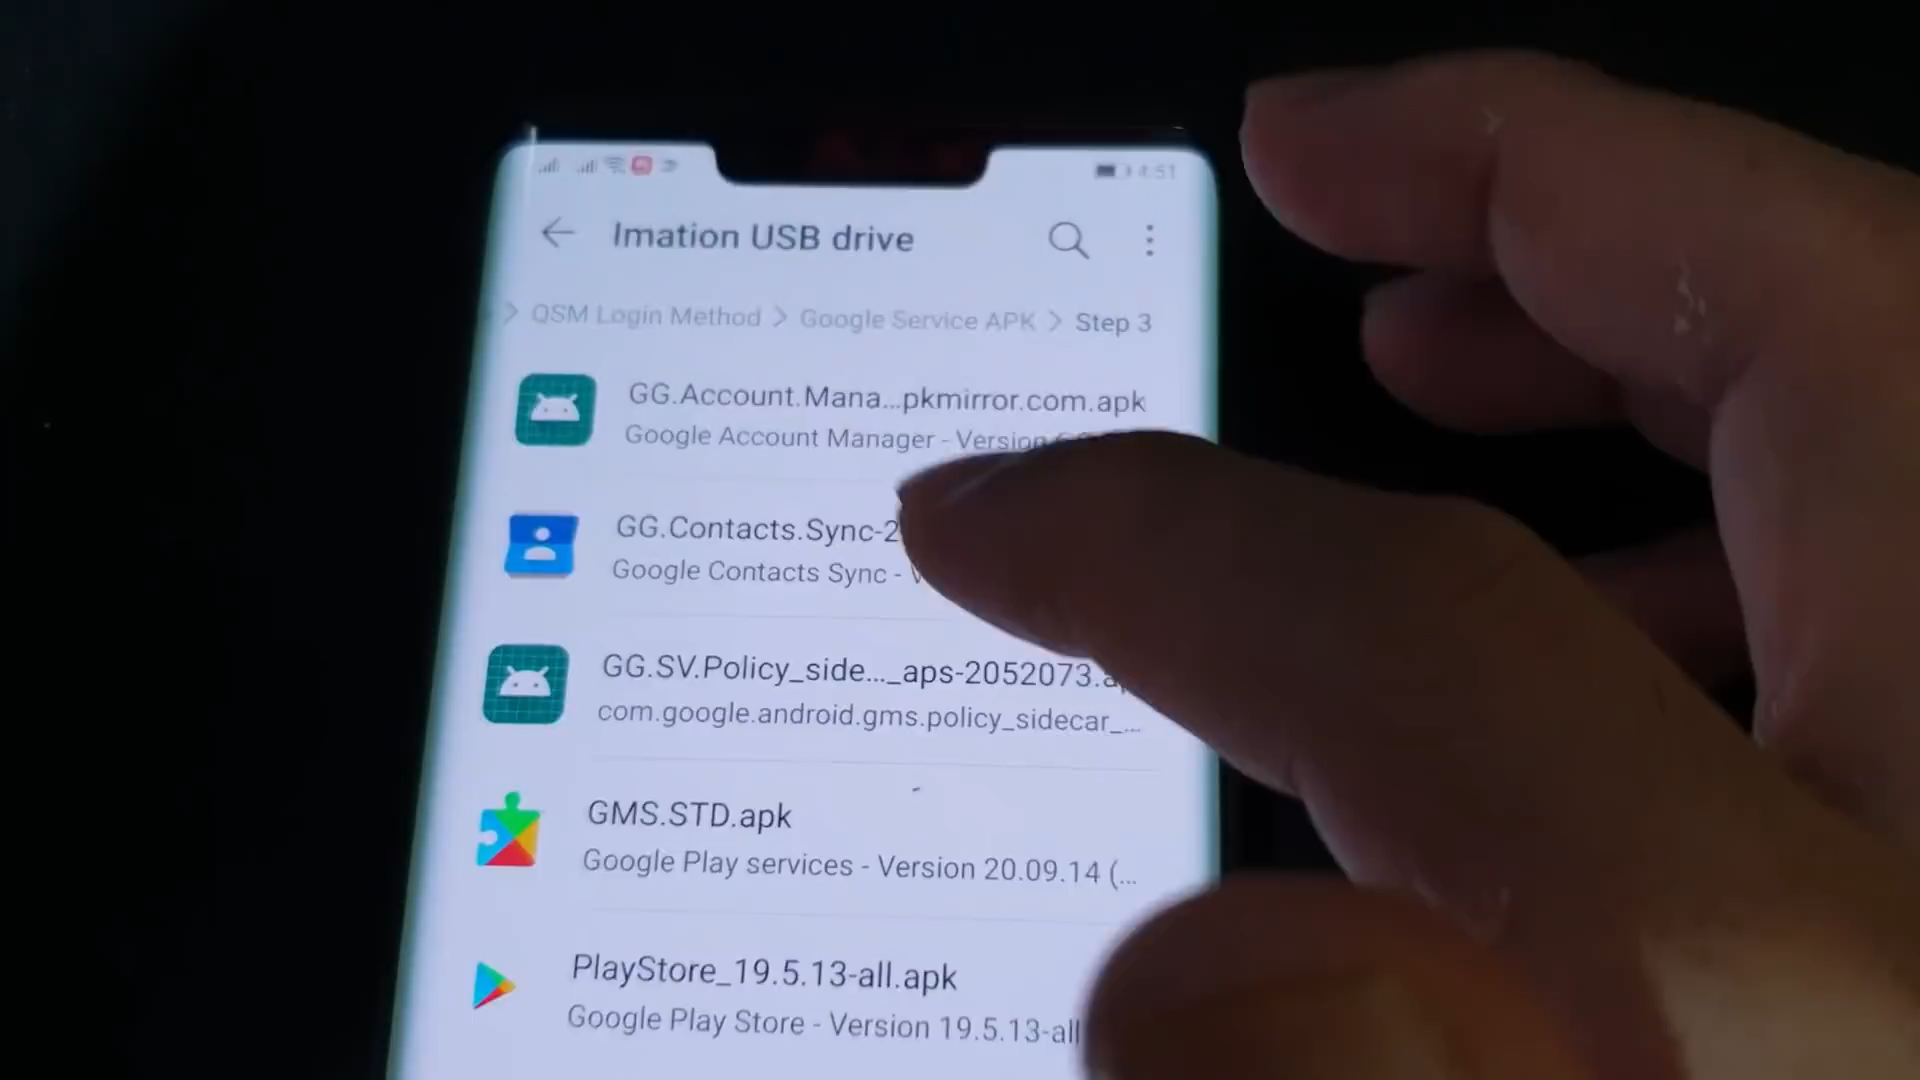 4:51
Imation USB drive
QSM Login Method > Google Service APK > Step 3
GG.Account.Mana...pkmirror.com.apk
Google Account Manager - Version
GG.Contacts.Sync-2
Google Contacts Sync -
GG.SV.Policy_side..._aps-2052073.a
com.google.android.gms.policy_sidecar_...
GMS.STD.apk
Google Play services - Version 20.09.14 (...
PlayStore_19.5.13-all.apk
Google Play Store - Version 19.5.13-all